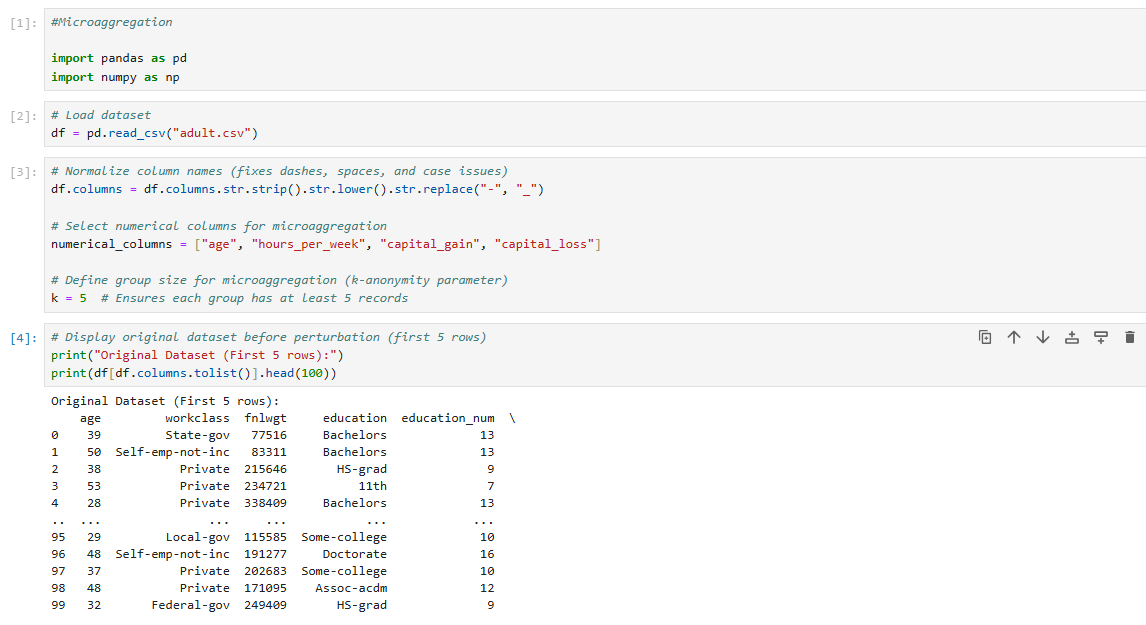 [1]: #Microaggregation
import pandas as pd
import numpy as np
[2]: # Load dataset
df = pd.read_csv("adult.csv")
[3]: # Normalize column names (fixes dashes, spaces, and case issues)
df.columns = df.columns.str.strip().str.lower().str.replace("-", "_")
# Select numerical columns for microaggregation
numerical_columns = ["age", "hours_per_week", "capital_gain", "capital_loss"]
# Define group size for microaggregation (k-anonymity parameter)
k = 5  # Ensures each group has at least 5 records
[4]: # Display original dataset before perturbation (first 5 rows)
print("Original Dataset (First 5 rows):")
print(df[df.columns.tolist()].head(100))
Original Dataset (First 5 rows):
    age         workclass  fnlwgt     education  education_num  \
0    39         State-gov   77516     Bachelors             13
1    50  Self-emp-not-inc   83311     Bachelors             13
2    38           Private  215646       HS-grad              9
3    53           Private  234721          11th              7
4    28           Private  338409     Bachelors             13
..  ...               ...     ...           ...            ...
95   29         Local-gov  115585  Some-college             10
96   48  Self-emp-not-inc  191277     Doctorate             16
97   37           Private  202683  Some-college             10
98   48           Private  171095    Assoc-acdm             12
99   32       Federal-gov  249409       HS-grad              9